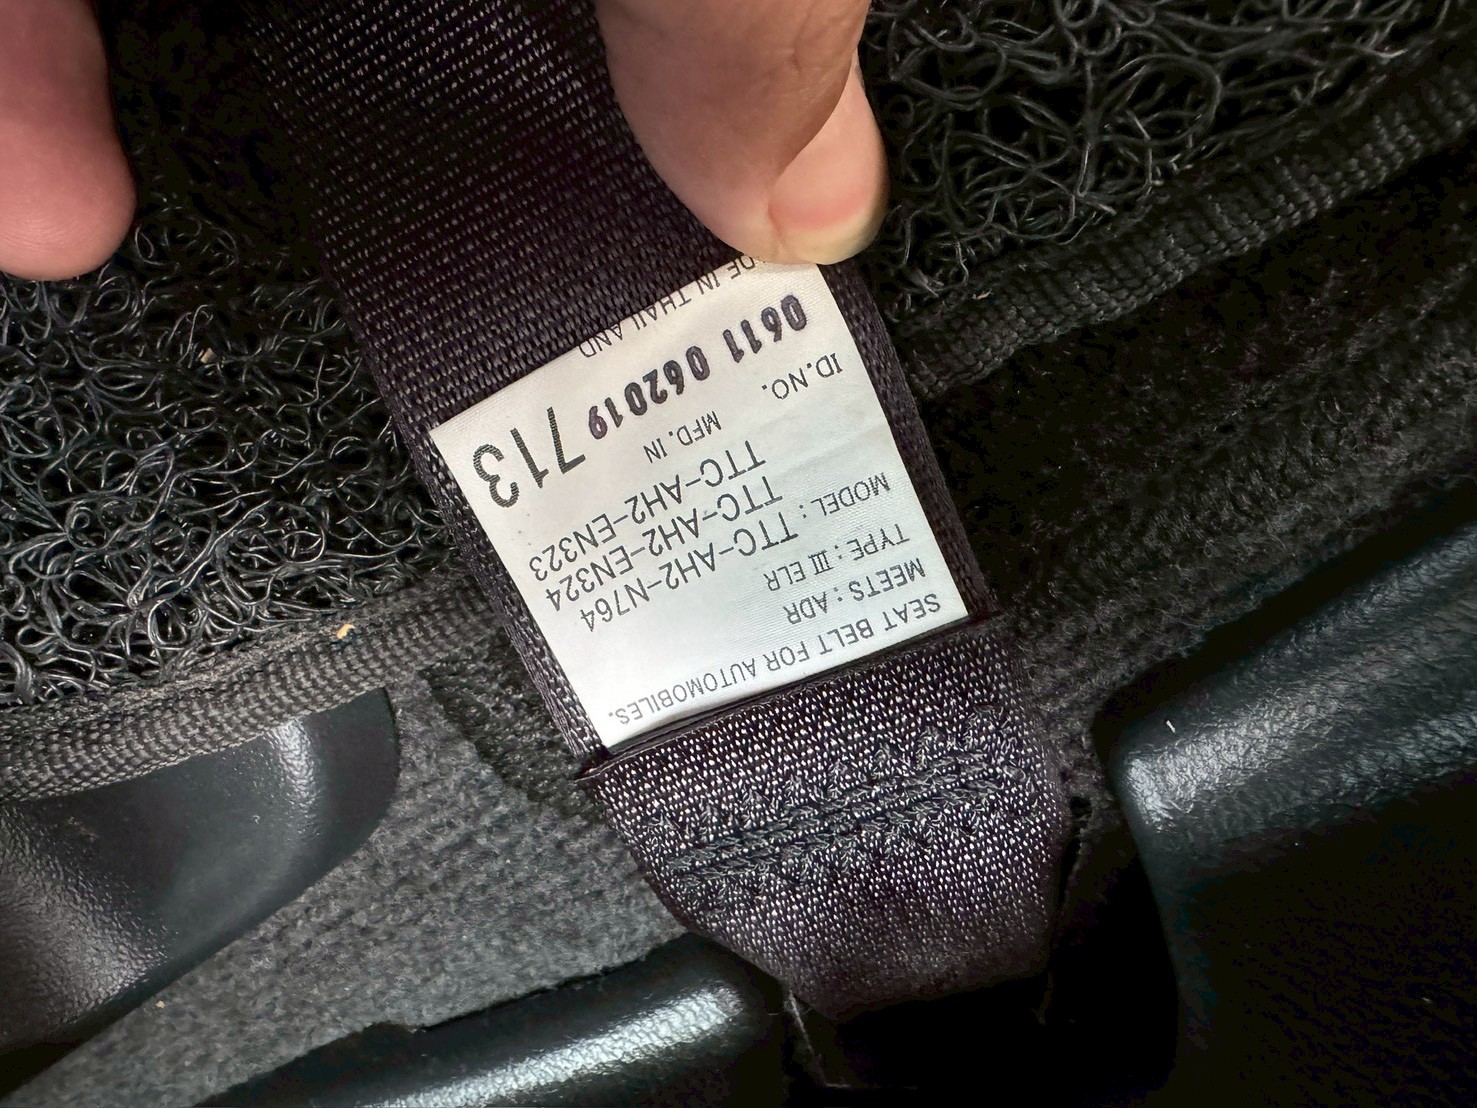 SEAT BELT FOR AUTOMOBILES.
MEETS : ADR
TYPE : III ELR
MODEL : TTC-AH2-N764
TTC-AH2-EN324
TTC-AH2-EN323
ID.NO. MFD. IN
0611 062019 713
IN THAILAND